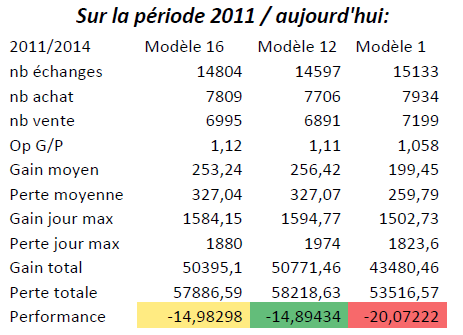 Sur la période 2011 / aujourd'hui:
2011/2014 Modèle 16 Modèle 12 Modèle 1
nb échanges 14804 14597 15133
nb achat 7809 7706 7934
nb vente 6995 6891 7199
Op G/P 1,12 1,11 1,058
Gain moyen 253,24 256,42 199,45
Perte moyenne 327,04 327,07 259,79
Gain jour max 1584,15 1594,77 1502,73
Perte jour max 1880 1974 1823,6
Gain total 50395,1 50771,46 43480,46
Perte totale 57886,59 58218,63 53516,57
Performance -14,98298 -14,89434 -20,07222